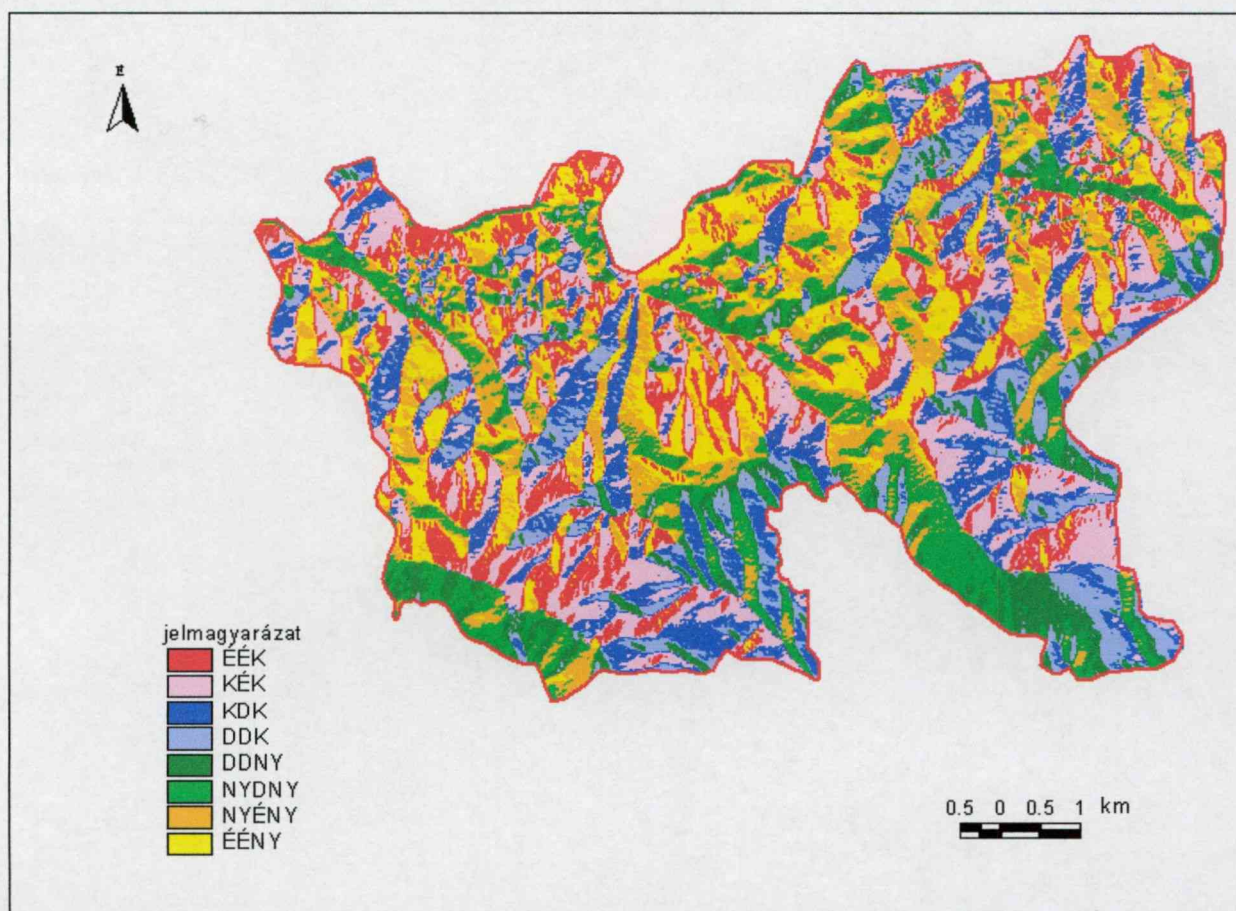 É
jelmagyarázat
ÉÉK
KÉK
KDK
DDK
DDNY
NYDNY
NYÉNY
ÉÉNY
0.5 0 0.5 1 km